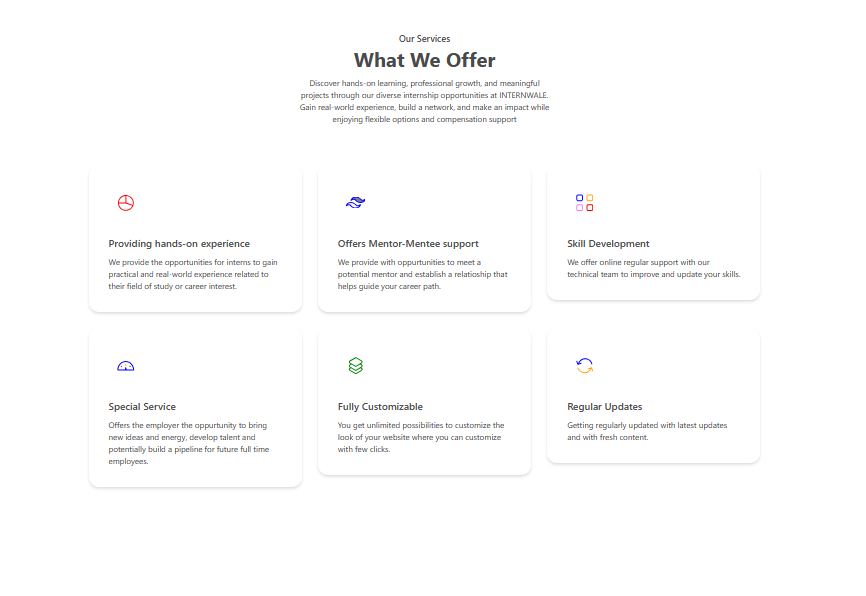 Our Services
What We Offer
Discover hands-on learning, professional growth, and meaningful
projects through our diverse internship opportunities at INTERNWALE.
Gain real-world experience, build a network, and make an impact while
enjoying flexible options and compensation support
Providing hands-on experience
We provide the opportunities for interns to gain
practical and real-world experience related to
their field of study or career interest.
Offers Mentor-Mentee support
We provide with oppurtunities to meet a
potential mentor and establish a relatioship that
helps guide your career path.
Skill Development
We offer online regular support with our
technical team to improve and update your skills.
Special Service
Offers the employer the oppurtunity to bring
new ideas and energy, develop talent and
potentially build a pipeline for future full time
employees.
Fully Customizable
You get unlimited possibilities to customize the
look of your website where you can customize
with few clicks.
Regular Updates
Getting regularly updated with latest updates
and with fresh content.